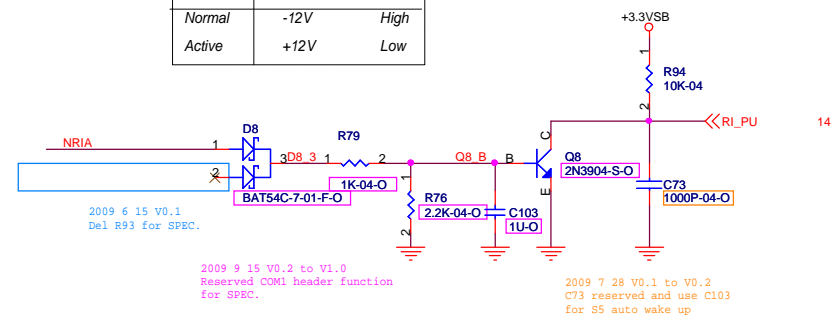 Normal -12V High
Active +12V Low
+3.3VSB
1
R94
10K-04
2
RI_PU 14
NRIA
1
D8
2
3
D8_3
BAT54C-7-01-F-O
R79
1 2
1K-04-O
1
R76
2.2K-04-O
2
Q8_B
C103
1U-O
B
C
E
Q8
2N3904-S-O
C73
1000P-04-O
2009 6 15 V0.1
Del R93 for SPEC.
2009 9 15 V0.2 to V1.0
Reserved COM1 header function
for SPEC.
2009 7 28 V0.1 to V0.2
C73 reserved and use C103
for S5 auto wake up